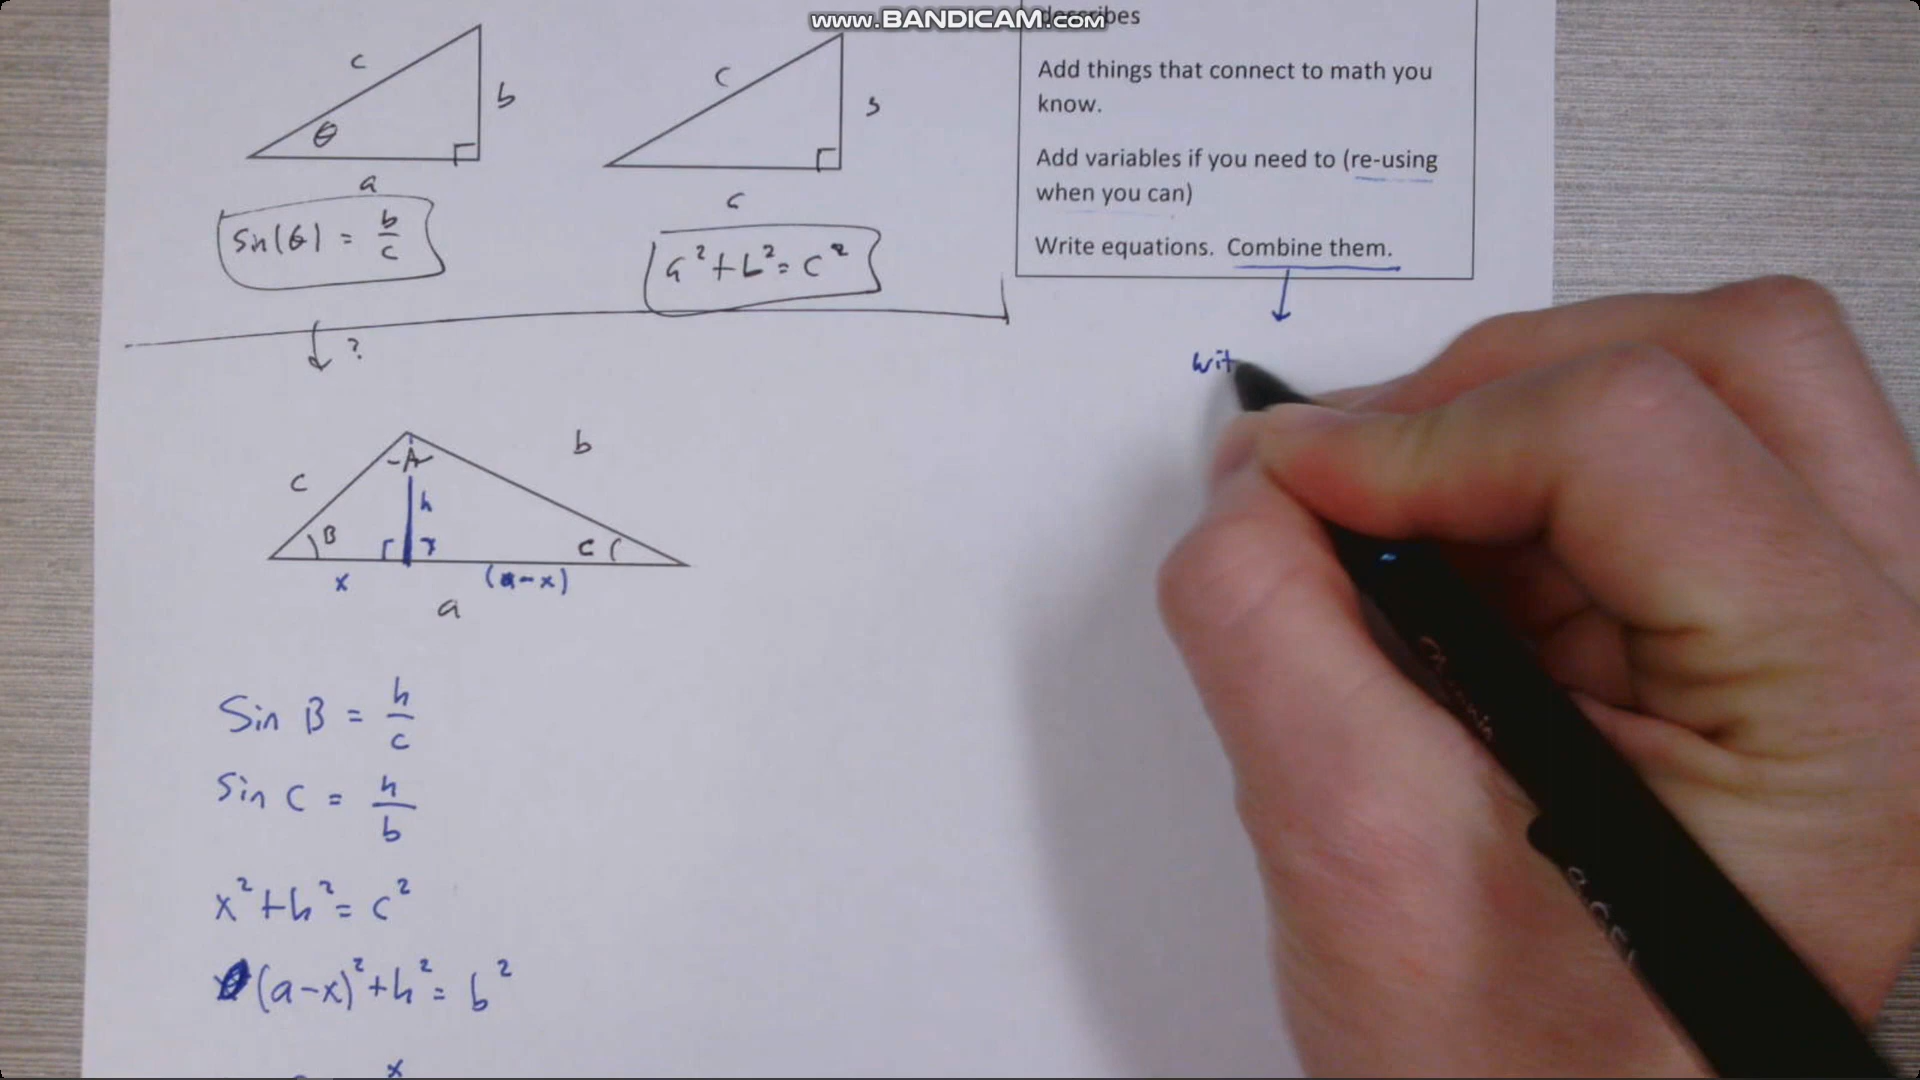 www.BANDICAM.com
describes
Add things that connect to math you
know.
Add variables if you need to (re-using
when you can)
Write equations. Combine them.
c
b
θ
a
sin(θ) = b/c
c
s
c
a²+b²=c²
?
Wit
b
c
A
h
B
c
x
(a-x)
a
Sin B = h/c
Sin C = h/b
x²+h²=c²
(a-x)²+h²=b²
x